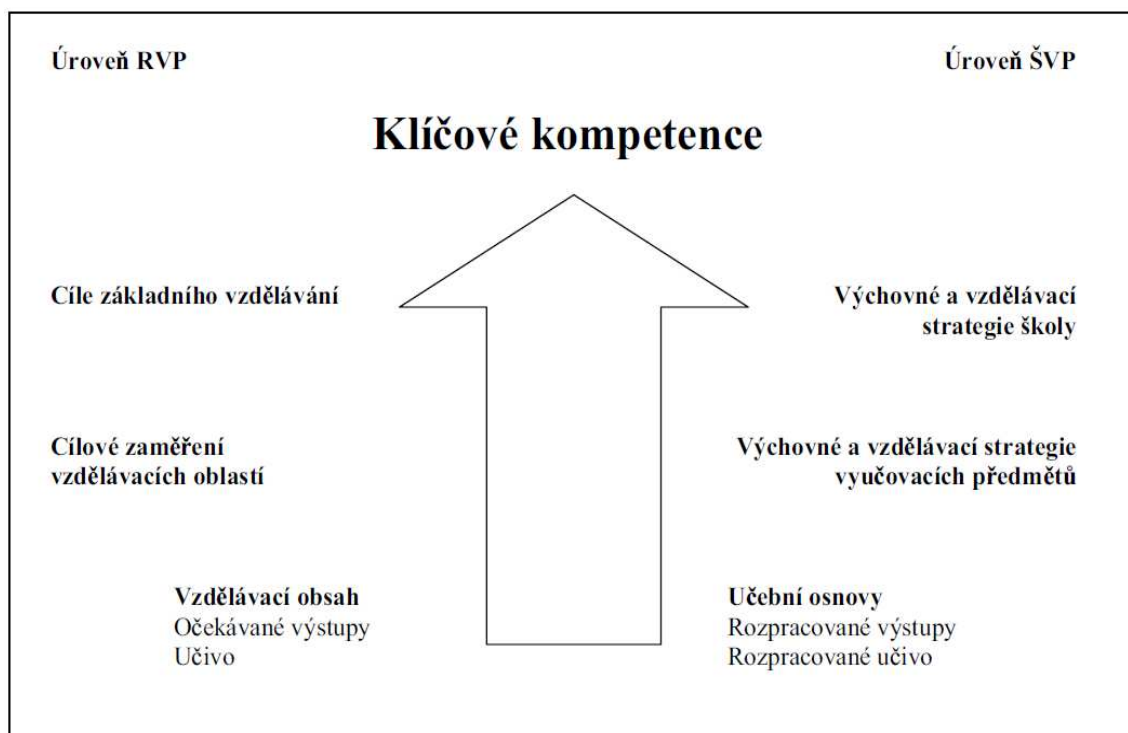 Úroveň RVP
Úroveň ŠVP
Klíčové kompetence
Cíle základního vzdělávání
Výchovné a vzdělávací
strategie školy
Cílové zaměření
vzdělávacích oblastí
Výchovné a vzdělávací strategie
vyučovacích předmětů
Vzdělávací obsah
Očekávané výstupy
Učivo
Učební osnovy
Rozpracované výstupy
Rozpracované učivo